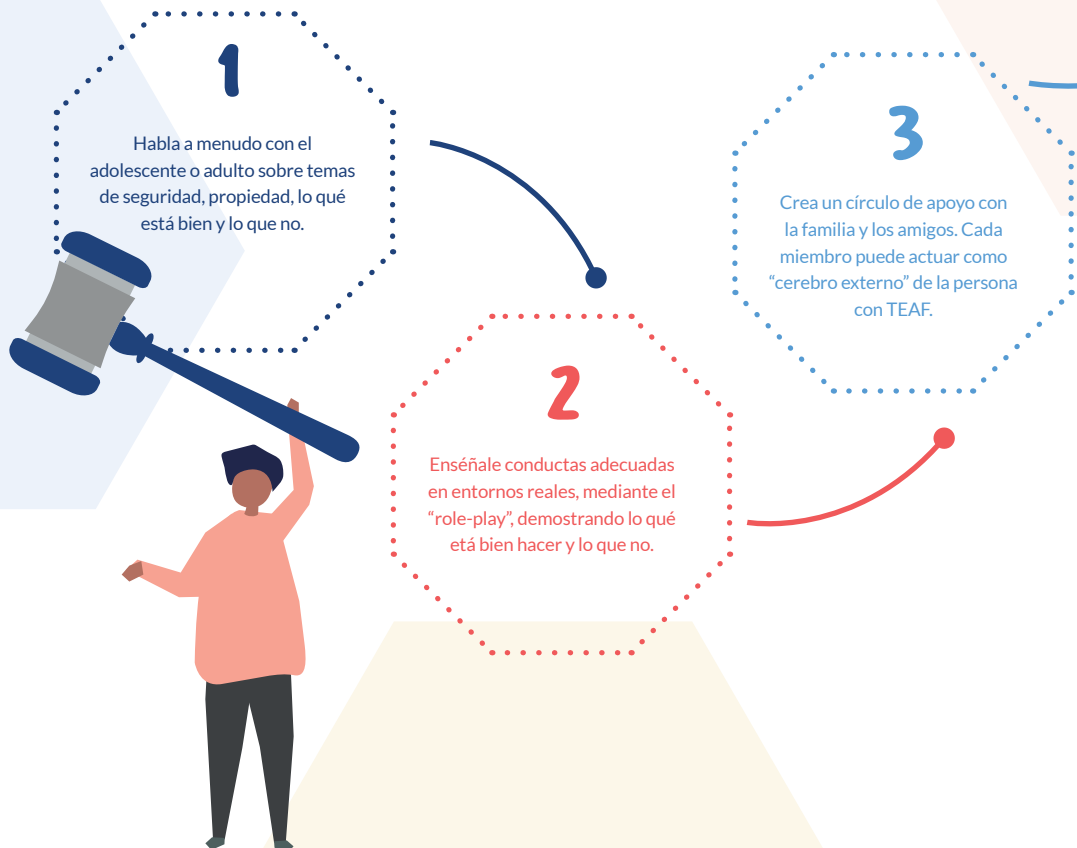 1
Habla a menudo con el
adolescente o adulto sobre temas
de seguridad, propiedad, lo qué
está bien y lo que no.
2
Enséñale conductas adecuadas
en entornos reales, mediante el
“role-play”, demostrando lo qué
etá bien hacer y lo que no.
3
Crea un círculo de apoyo con
la familia y los amigos. Cada
miembro puede actuar como
“cerebro externo” de la persona
con TEAF.